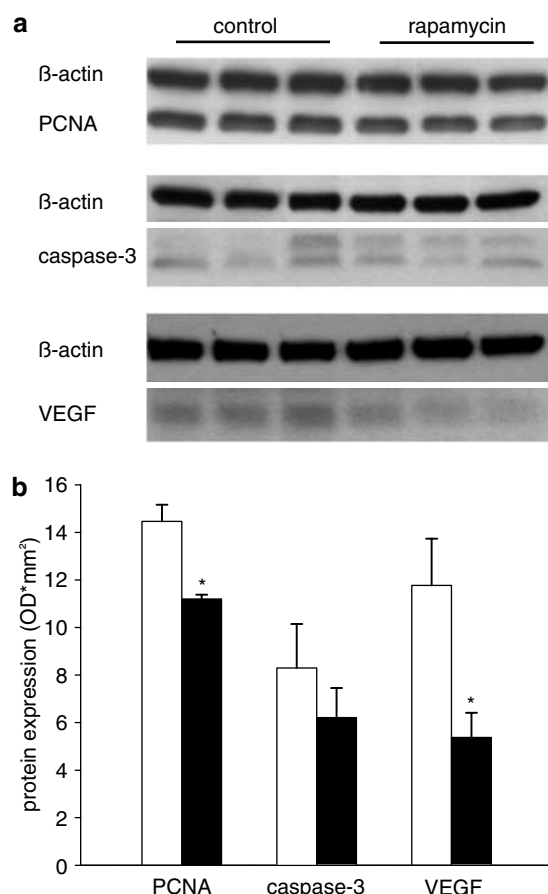 a
control rapamycin
ß-actin
PCNA
ß-actin
caspase-3
ß-actin
VEGF
b
protein expression (OD*mm²)
16
14
12
10
8
6
4
2
0
*
*
PCNA caspase-3 VEGF